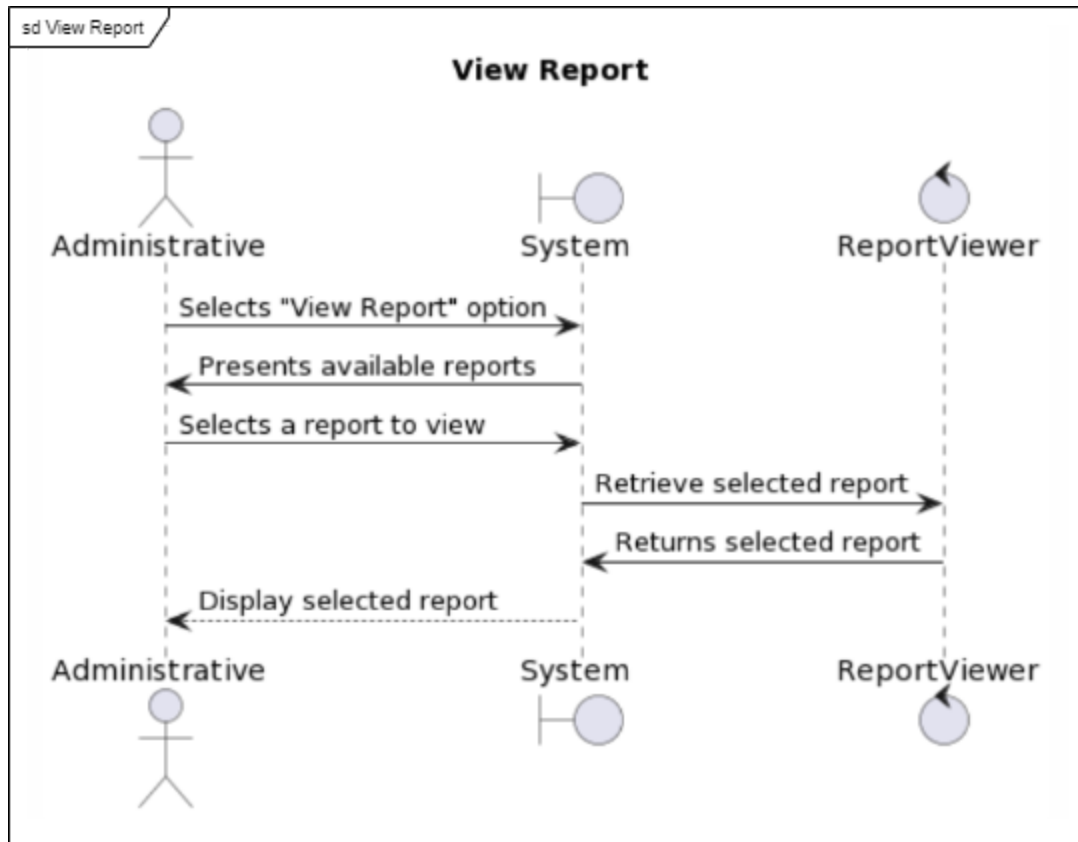 sd View Report
View Report
Administrative
System
ReportViewer
Selects "View Report" option
Presents available reports
Selects a report to view
Retrieve selected report
Returns selected report
Display selected report
Administrative
System
ReportViewer